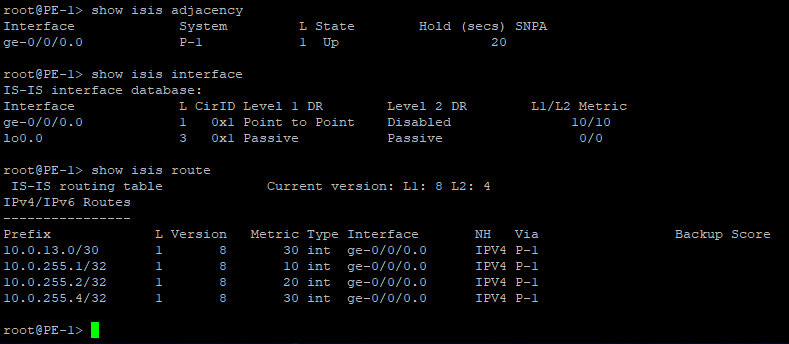 root@PE-1> show isis adjacency
Interface             System         L State        Hold (secs) SNPA
ge-0/0/0.0            P-1            1  Up                   20
root@PE-1> show isis interface
IS-IS interface database:
Interface             L CirID Level 1 DR        Level 2 DR        L1/L2 Metric
ge-0/0/0.0            1   0x1 Point to Point    Disabled               10/10
lo0.0                 3   0x1 Passive           Passive                 0/0
root@PE-1> show isis route
 IS-IS routing table             Current version: L1: 8 L2: 4
IPv4/IPv6 Routes
----------------
Prefix             L Version   Metric Type Interface       NH   Via                 Backup Score
10.0.13.0/30       1       8       30 int  ge-0/0/0.0      IPV4 P-1
10.0.255.1/32      1       8       10 int  ge-0/0/0.0      IPV4 P-1
10.0.255.2/32      1       8       20 int  ge-0/0/0.0      IPV4 P-1
10.0.255.4/32      1       8       30 int  ge-0/0/0.0      IPV4 P-1
root@PE-1>